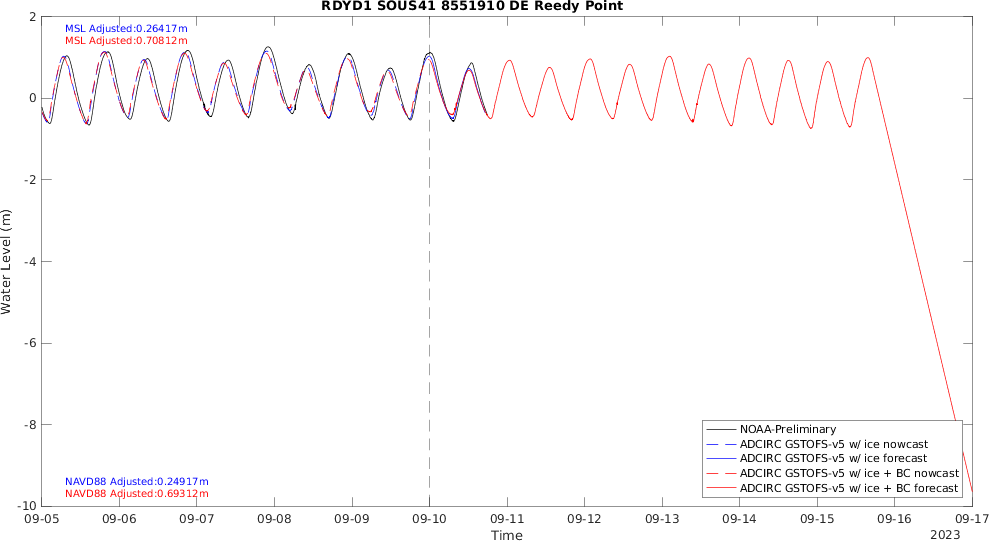 RDYD1 SOUS41 8551910 DE Reedy Point
MSL Adjusted:0.26417m
MSL Adjusted:0.70812m
2
0
-2
-4
-6
-8
-10
Water Level (m)
NAVD88 Adjusted:0.24917m
NAVD88 Adjusted:0.69312m
NOAA-Preliminary
ADCIRC GSTOFS-v5 w/ ice nowcast
ADCIRC GSTOFS-v5 w/ ice forecast
ADCIRC GSTOFS-v5 w/ ice + BC nowcast
ADCIRC GSTOFS-v5 w/ ice + BC forecast
09-05 09-06 09-07 09-08 09-09 09-10 09-11 09-12 09-13 09-14 09-15 09-16 09-17
Time
2023